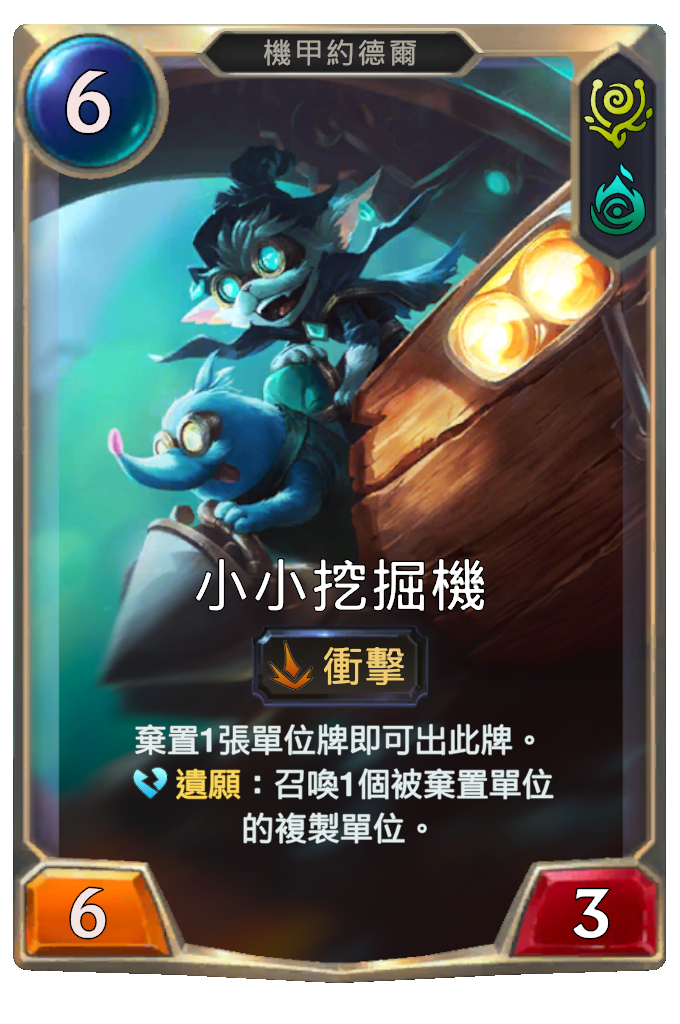 6
機甲約德爾
小小挖掘機
衝擊
棄置1張單位牌即可出此牌。
遺願：召喚1個被棄置單位
的複製單位。
6
3